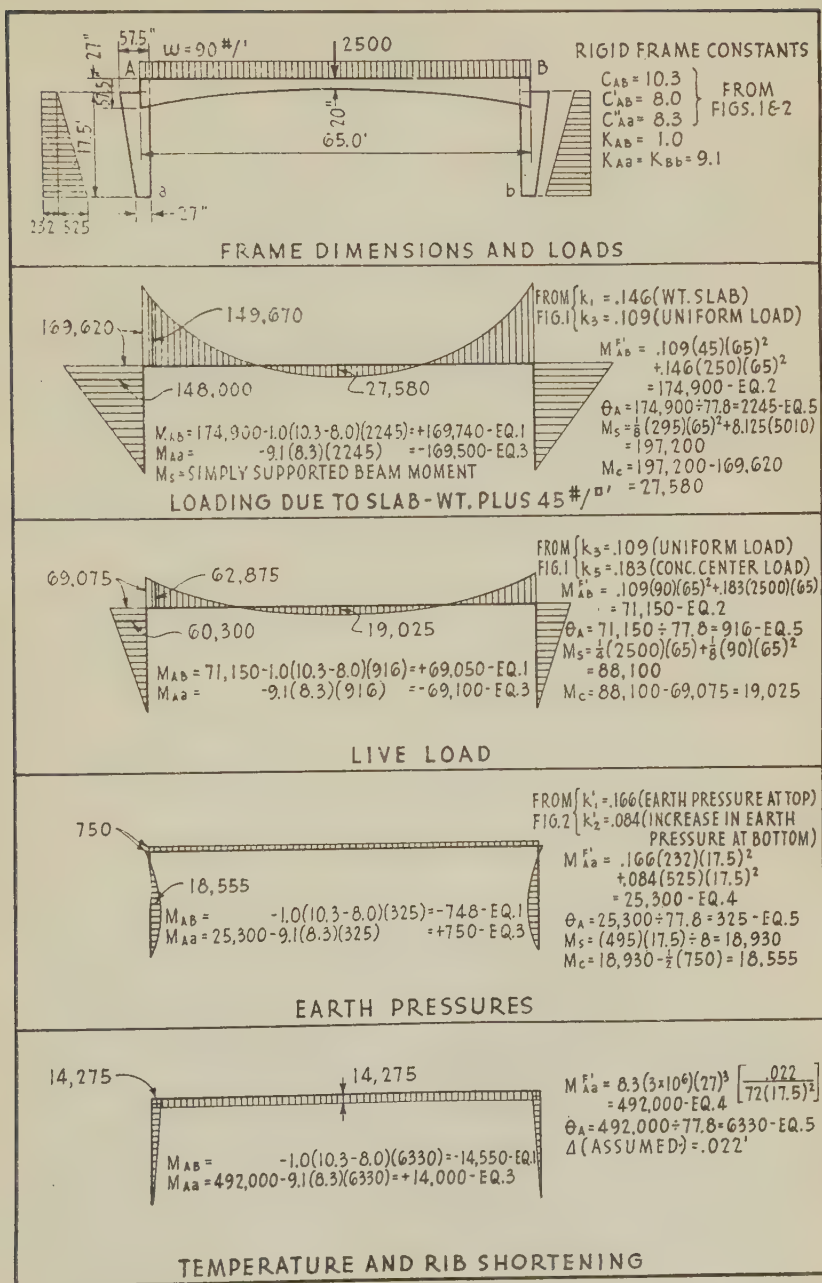 57.5"
27"
w = 90 #/'
2500
A
B
57.5"
17.5'
20"
65.0'
a
b
27"
232 525
RIGID FRAME CONSTANTS
C_AB = 10.3
C'_AB = 8.0
C"_Aa = 8.3
FROM
FIGS. 1&2
K_AB = 1.0
K_Aa = K_Bb = 9.1
FRAME DIMENSIONS AND LOADS
169,620
149,670
148,000
27,580
M_AB = 174,900-1.0(10.3-8.0)(2245)=+169,740-EQ.1
M_Aa = -9.1(8.3)(2245) =-169,500-EQ.3
M_S = SIMPLY SUPPORTED BEAM MOMENT
FROM { k₁ = .146 (WT. SLAB)
FIG.1 { k₃ = .109 (UNIFORM LOAD)
M^F'_AB = .109(45)(65)²
+.146(250)(65)²
= 174,900-EQ.2
θ_A = 174,900÷77.8=2245-EQ.5
M_S = ⅛(295)(65)²+8.125(5010)
= 197,200
M_C = 197,200-169,620
= 27,580
LOADING DUE TO SLAB-WT. PLUS 45 #/□'
69,075
62,875
60,300
19,025
M_AB = 71,150-1.0(10.3-8.0)(916)=+69,050-EQ.1
M_Aa = -9.1(8.3)(916) =-69,100-EQ.3
FROM { k₃ = .109 (UNIFORM LOAD)
FIG.1 { k₅ = .183 (CONC. CENTER LOAD)
M^F'_AB = .109(90)(65)²+.183(2500)(65)
= 71,150-EQ.2
θ_A = 71,150÷77.8=916-EQ.5
M_S = ¼(2500)(65)+⅛(90)(65)²
= 88,100
M_C = 88,100-69,075=19,025
LIVE LOAD
750
18,555
M_AB = -1.0(10.3-8.0)(325)=-748-EQ.1
M_Aa = 25,300-9.1(8.3)(325) =+750-EQ.3
FROM { k'₁ = .166 (EARTH PRESSURE AT TOP)
FIG.2 { k'₂ = .084 (INCREASE IN EARTH
PRESSURE AT BOTTOM)
M^F'_Aa = .166(232)(17.5)²
+.084(525)(17.5)²
= 25,300-EQ.4
θ_A = 25,300÷77.8=325-EQ.5
M_S = (495)(17.5)÷8=18,930
M_C = 18,930-½(750)=18,555
EARTH PRESSURES
14,275
14,275
M_AB = -1.0(10.3-8.0)(6330)=-14,550-EQ.1
M_Aa = 492,000-9.1(8.3)(6330)=+14,000-EQ.3
M^F'_Aa = 8.3(3×10⁶)(27)³ [.022 / 72(17.5)²]
= 492,000-EQ.4
θ_A = 492,000÷77.8=6330-EQ.5
Δ (ASSUMED) = .022'
TEMPERATURE AND RIB SHORTENING